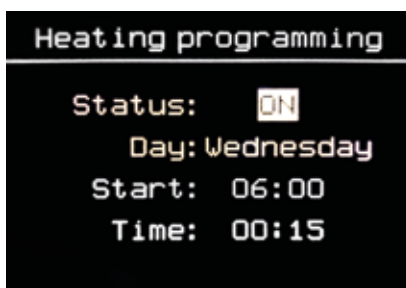 Heating programming
Status: ON
Day: Wednesday
Start: 06:00
Time: 00:15